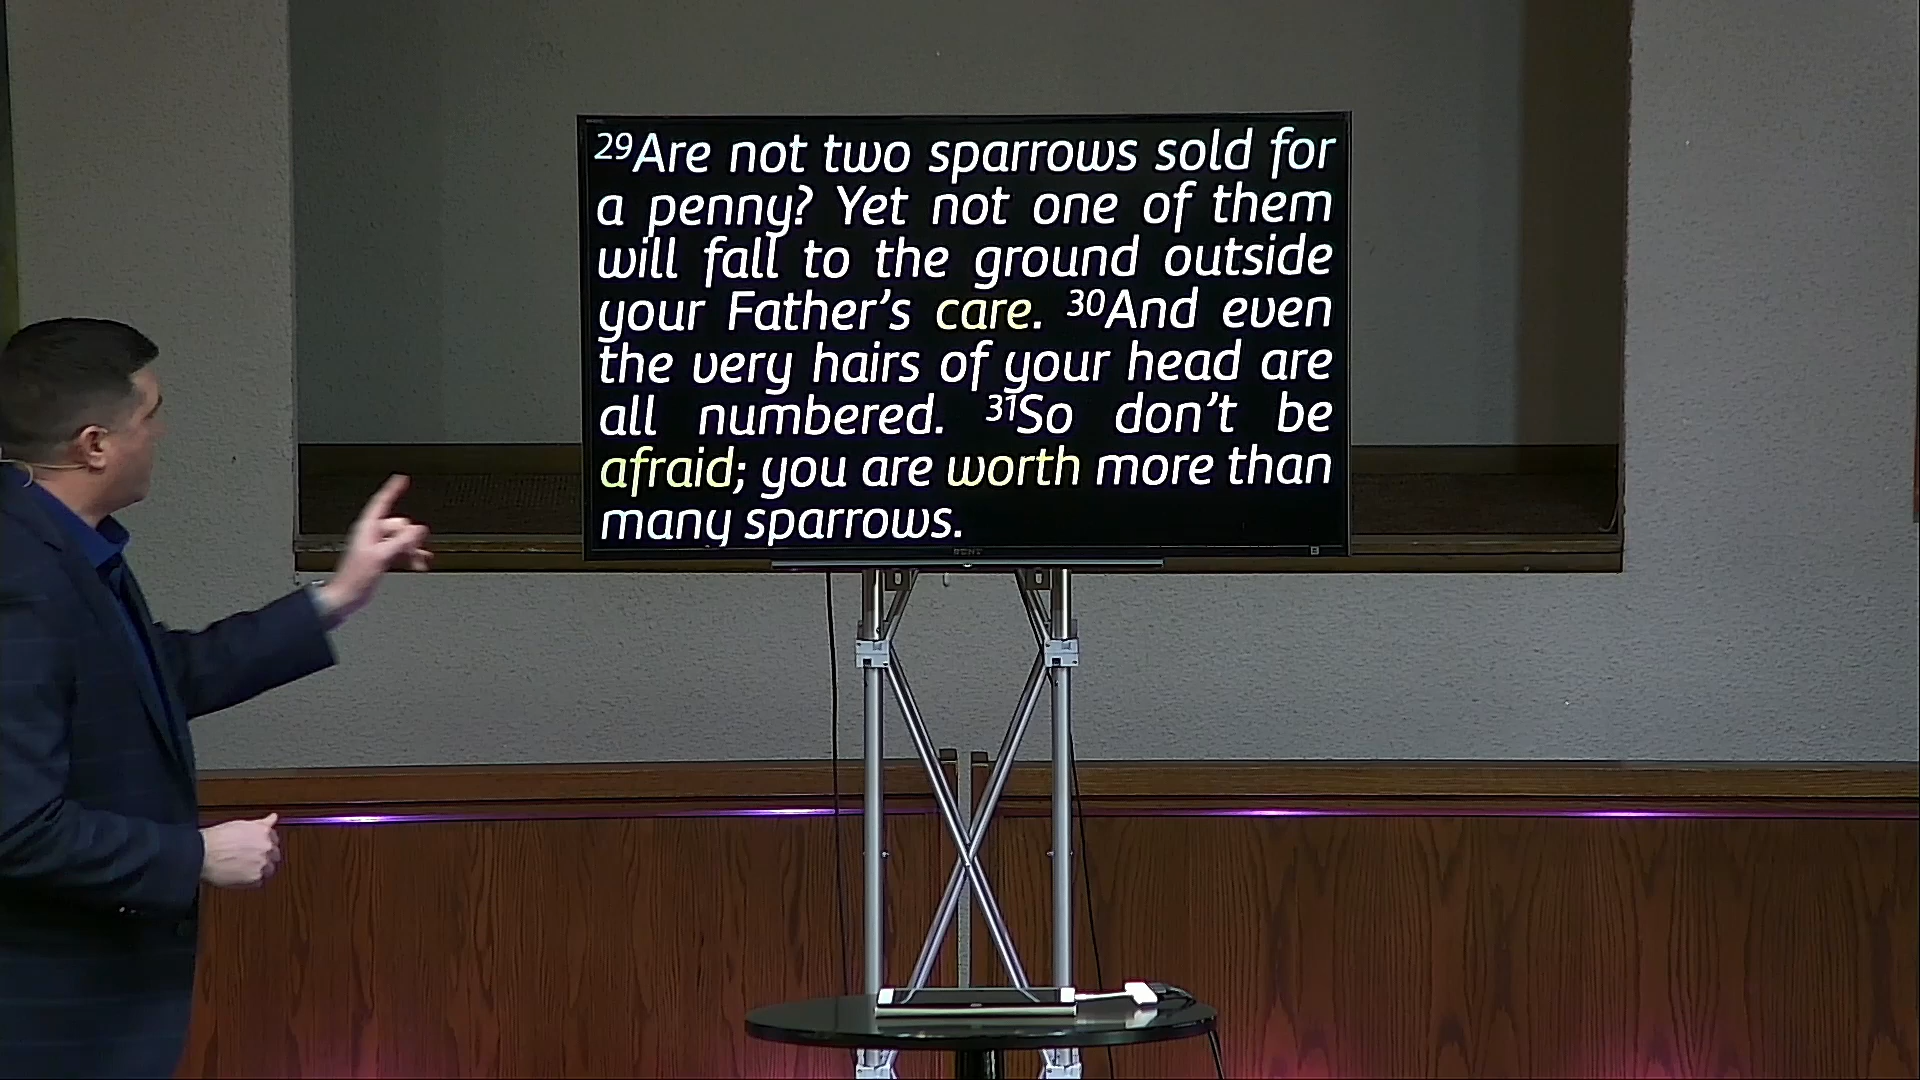 29Are not two sparrows sold for
a penny? Yet not one of them
will fall to the ground outside
your Father’s care. 30And even
the very hairs of your head are
all numbered. 31So don’t be
afraid; you are worth more than
many sparrows.
SONY